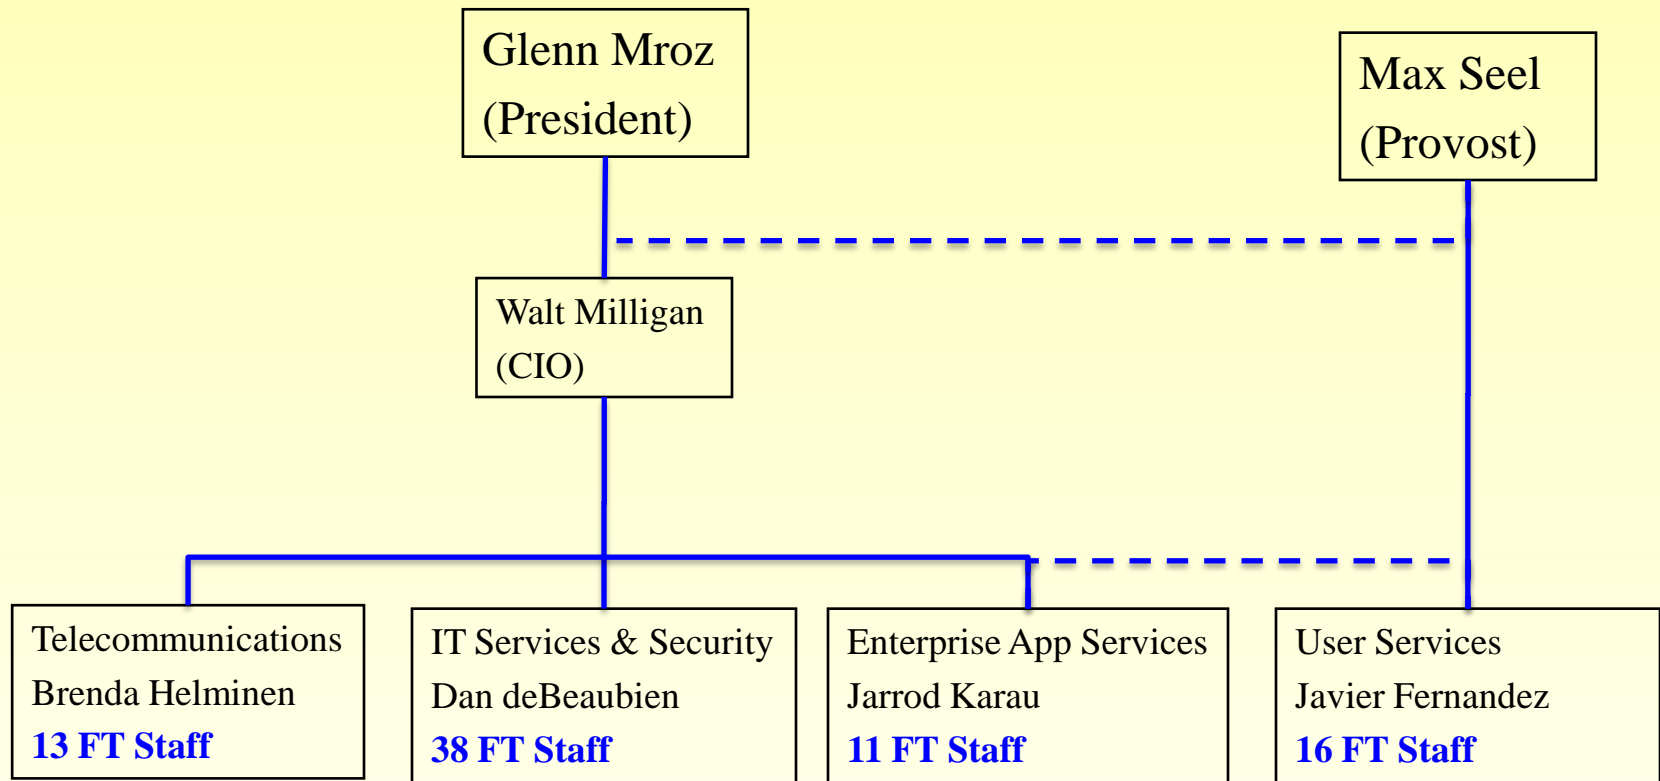 Glenn Mroz
(President)
Max Seel
(Provost)
Walt Milligan
(CIO)
Telecommunications
Brenda Helminen
13 FT Staff
IT Services & Security
Dan deBeaubien
38 FT Staff
Enterprise App Services
Jarrod Karau
11 FT Staff
User Services
Javier Fernandez
16 FT Staff